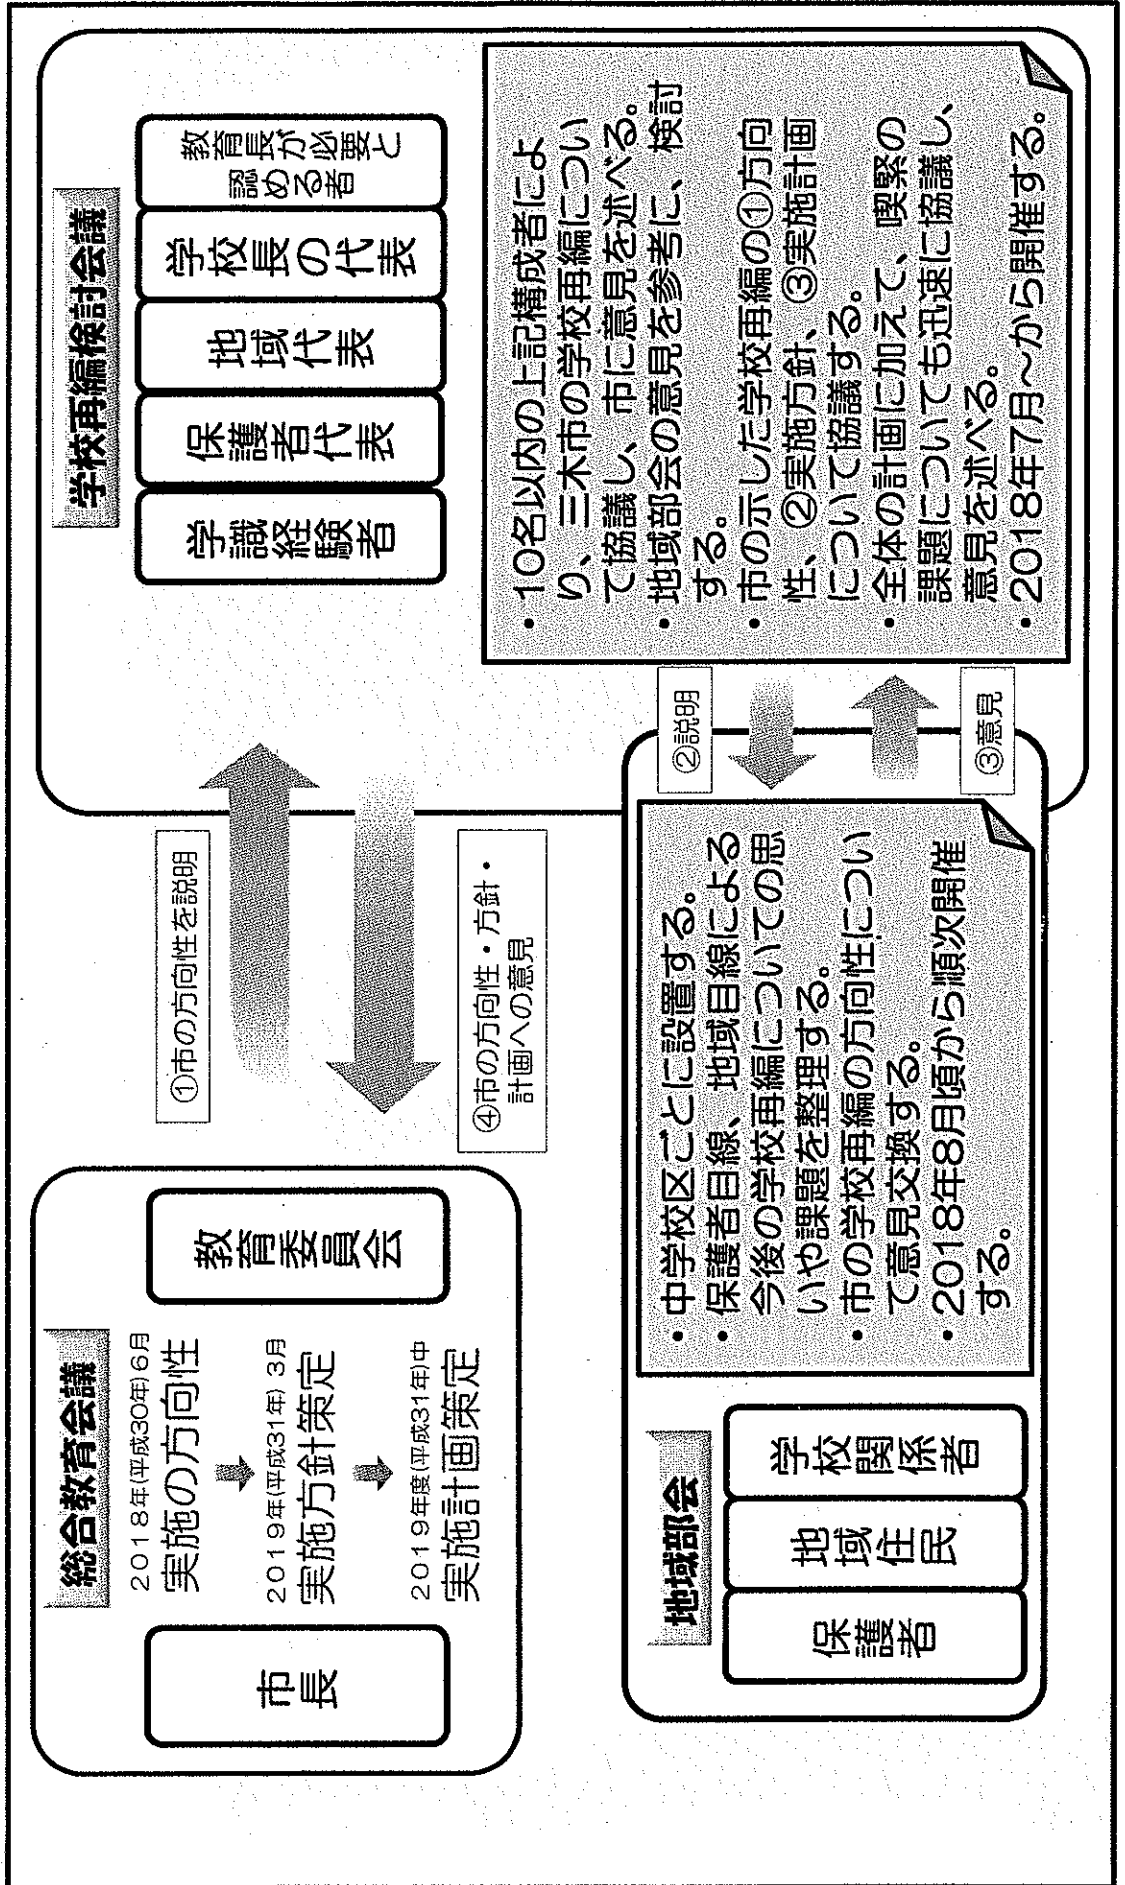 総合教育会議
市長
2018年(平成30年)6月
実施の方向性
2019年(平成31年)3月
実施方針策定
2019年度(平成31年)中
実施計画策定
教育委員会
①市の方向性を説明
④市の方向性・方針・
計画への意見
学校再編検討会議
学識経験者
保護者代表
地域代表
学校長の代表
教育長が必要と
認める者
・10名以内の上記構成者によ
り、三木市の学校再編につい
て協議し、市に意見を述べる。
・地域部会の意見を参考に、検討
する。
・市の示した学校再編の①方向
性、②実施方針、③実施計画
について協議する。
・全体の計画に加えて、喫緊の
課題についても迅速に協議し、
意見を述べる。
・2018年7月～から開催する。
②説明
③意見
地域部会
保護者
地域住民
学校関係者
・中学校区ごとに設置する。
・保護者目線、地域目線による
今後の学校再編についての思
いや課題を整理する。
・市の学校再編の方向性につい
て意見交換する。
・2018年8月頃から順次開催
する。